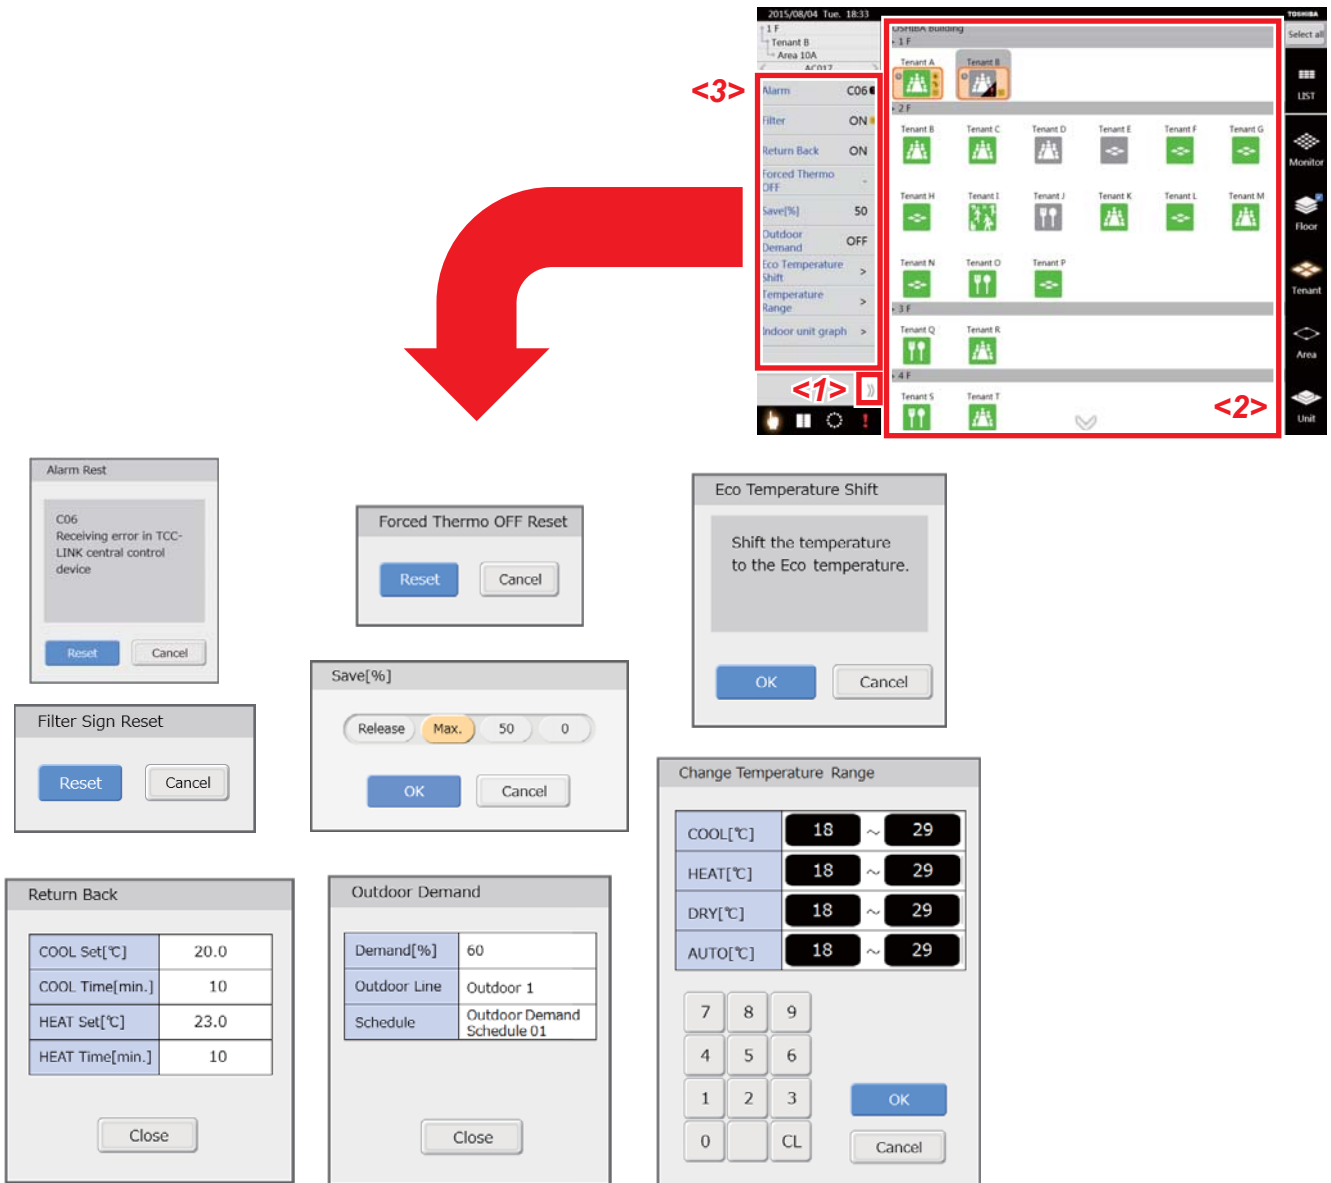 2015/08/04 Tue. 18:33
TOSHIBA
1 F
Tenant B
Area 10A
AC017
<3>
Alarm C06
Filter ON
Return Back ON
Forced Thermo
OFF -
Save[%] 50
Outdoor
Demand OFF
Eco Temperature
Shift >
Temperature
Range >
Indoor unit graph >
<1>
OSHIBA Building
1 F
Tenant A Tenant B
2 F
Tenant B Tenant C Tenant D Tenant E Tenant F Tenant G
Tenant H Tenant I Tenant J Tenant K Tenant L Tenant M
Tenant N Tenant O Tenant P
3 F
Tenant Q Tenant R
4 F
Tenant S Tenant T
<2>
Select all
LIST
Monitor
Floor
Tenant
Area
Unit
Alarm Rest
C06
Receiving error in TCC-
LINK central control
device
Reset Cancel
Forced Thermo OFF Reset
Reset Cancel
Eco Temperature Shift
Shift the temperature
to the Eco temperature.
OK Cancel
Filter Sign Reset
Reset Cancel
Save[%]
Release Max. 50 0
OK Cancel
Change Temperature Range
COOL[℃] 18 ~ 29
HEAT[℃] 18 ~ 29
DRY[℃] 18 ~ 29
AUTO[℃] 18 ~ 29
7 8 9
4 5 6
1 2 3
0 CL
OK
Cancel
Return Back
COOL Set[℃] 20.0
COOL Time[min.] 10
HEAT Set[℃] 23.0
HEAT Time[min.] 10
Close
Outdoor Demand
Demand[%] 60
Outdoor Line Outdoor 1
Schedule Outdoor Demand
Schedule 01
Close